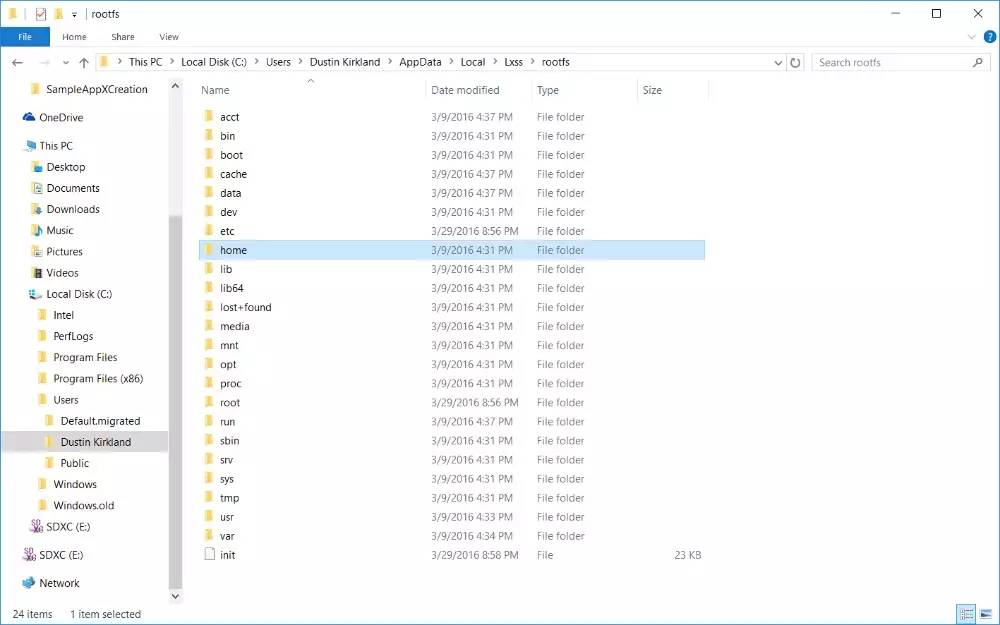 rootfs
File Home Share View
This PC Local Disk (C:) Users Dustin Kirkland AppData Local Lxss rootfs Search rootfs
SampleAppXCreation
OneDrive
This PC
Desktop
Documents
Downloads
Music
Pictures
Videos
Local Disk (C:)
Intel
PerfLogs
Program Files
Program Files (x86)
Users
Default.migrated
Dustin Kirkland
Public
Windows
Windows.old
SDXC (E:)
SDXC (E:)
Network
Name Date modified Type Size
acct 3/9/2016 4:37 PM File folder
bin 3/9/2016 4:31 PM File folder
boot 3/9/2016 4:31 PM File folder
cache 3/9/2016 4:37 PM File folder
data 3/9/2016 4:37 PM File folder
dev 3/9/2016 4:31 PM File folder
etc 3/29/2016 8:56 PM File folder
home 3/9/2016 4:31 PM File folder
lib 3/9/2016 4:31 PM File folder
lib64 3/9/2016 4:31 PM File folder
lost+found 3/9/2016 4:31 PM File folder
media 3/9/2016 4:31 PM File folder
mnt 3/9/2016 4:31 PM File folder
opt 3/9/2016 4:31 PM File folder
proc 3/9/2016 4:31 PM File folder
root 3/29/2016 8:56 PM File folder
run 3/9/2016 4:37 PM File folder
sbin 3/9/2016 4:31 PM File folder
srv 3/9/2016 4:31 PM File folder
sys 3/9/2016 4:31 PM File folder
tmp 3/9/2016 4:31 PM File folder
usr 3/9/2016 4:33 PM File folder
var 3/9/2016 4:34 PM File folder
init 3/29/2016 8:58 PM File 23 KB
24 items 1 item selected